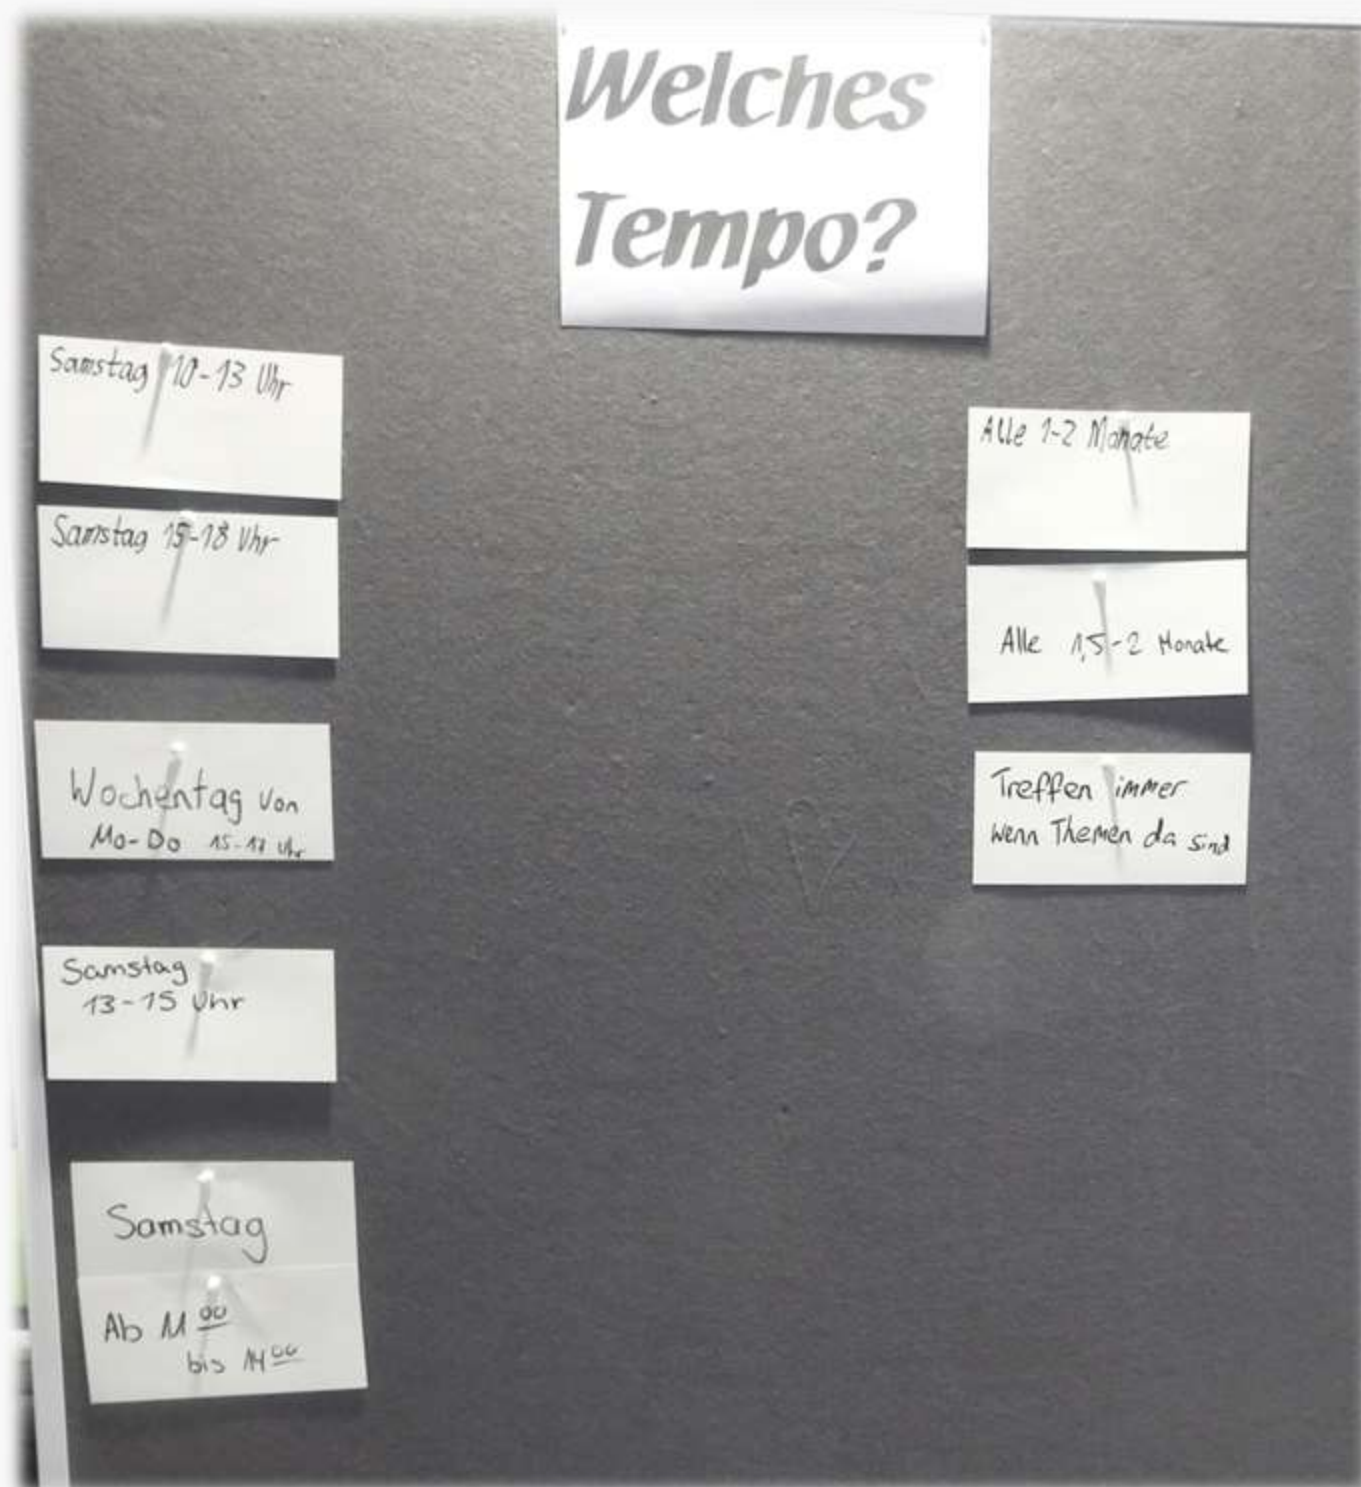 Welches
Tempo?
Samstag 10-13 Uhr
Samstag 15-18 Uhr
Wochentag von
Mo-Do 15-17 Uhr
Samstag
13-15 Uhr
Samstag
Ab 11 00
bis 14 00
Alle 1-2 Monate
Alle 1,5-2 Monate
Treffen immer
wenn Themen da sind